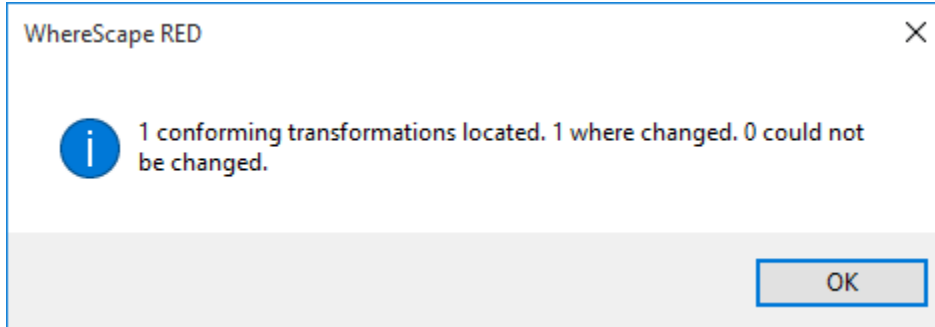 WhereScape RED
1 conforming transformations located. 1 where changed. 0 could not
be changed.
OK